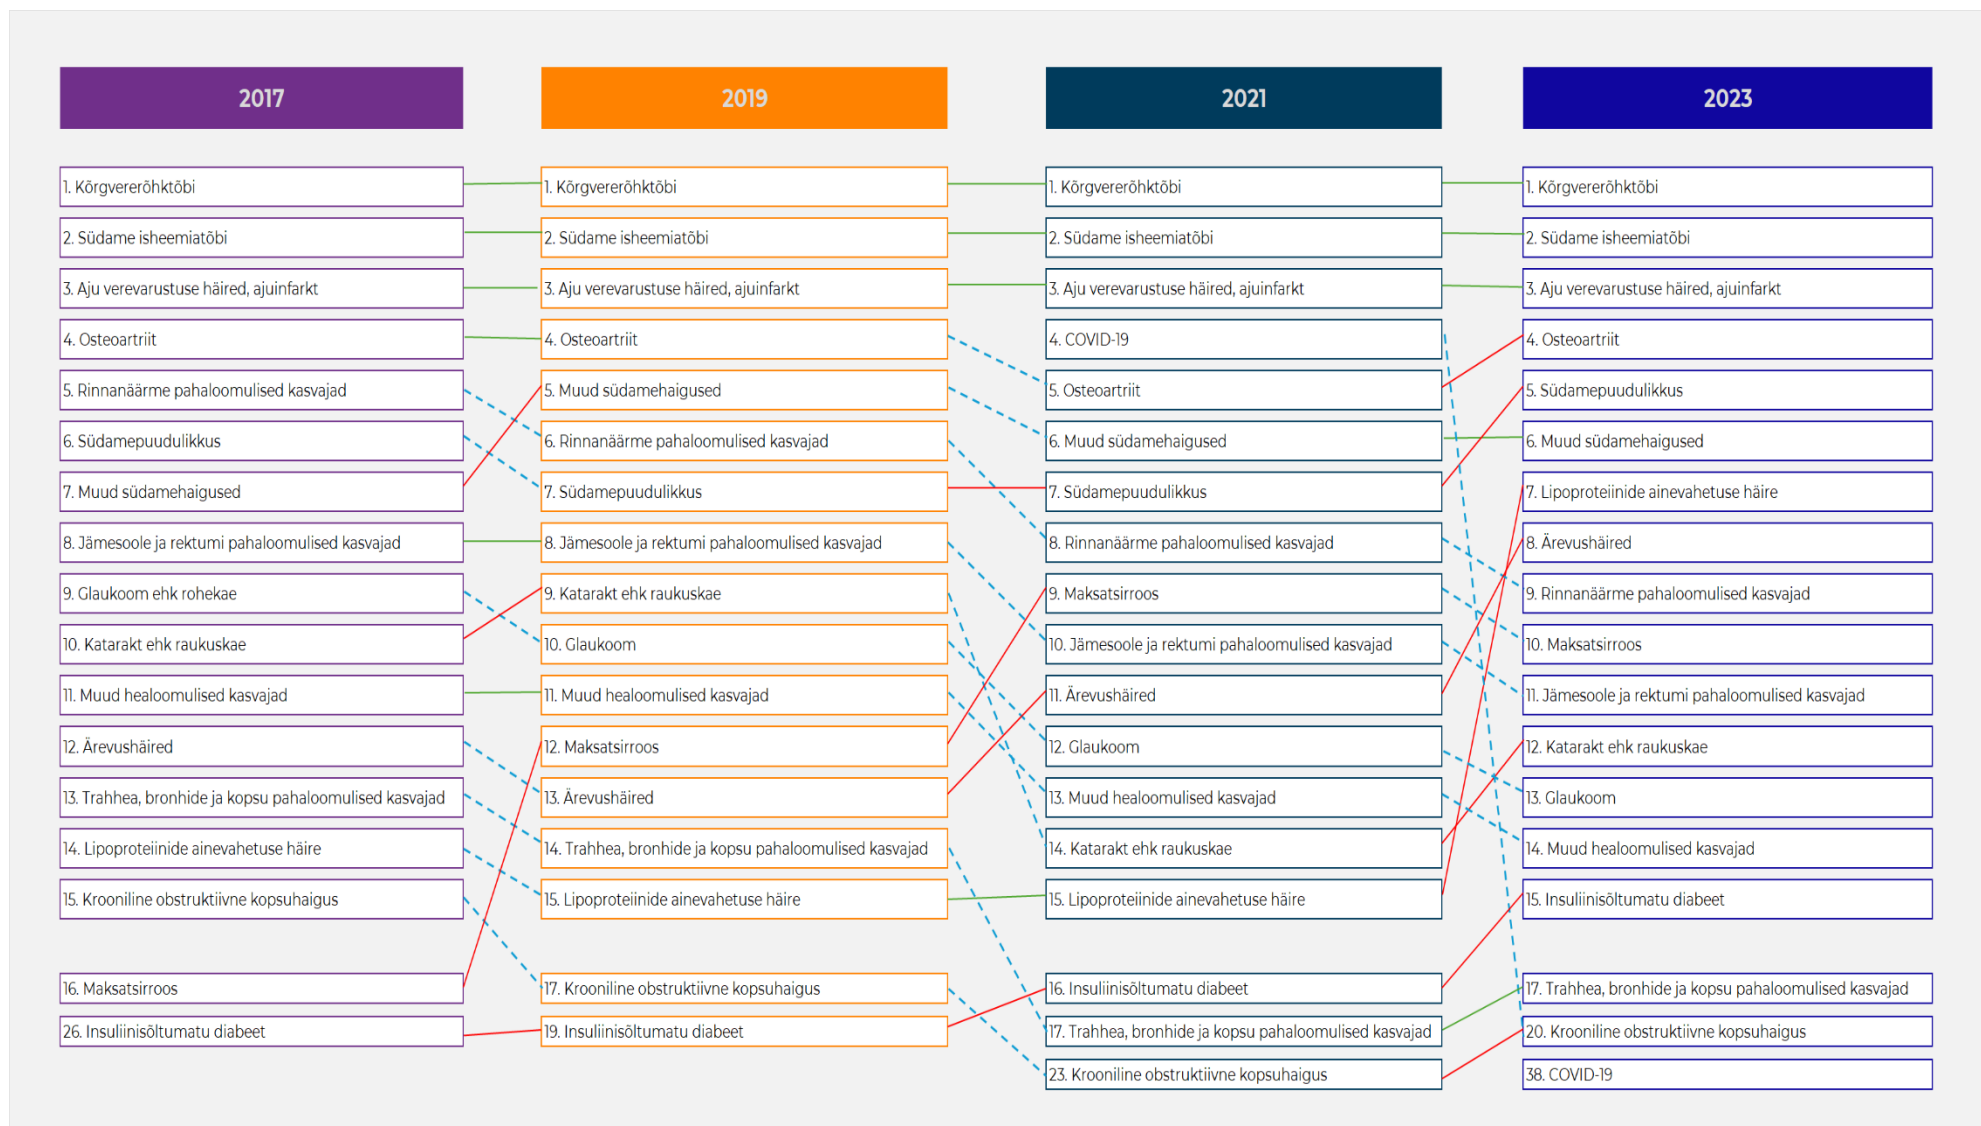 2017
2019
2021
2023
1. Kõrgvererõhktõbi
1. Kõrgvererõhktõbi
1. Kõrgvererõhktõbi
1. Kõrgvererõhktõbi
2. Südame isheemiatõbi
2. Südame isheemiatõbi
2. Südame isheemiatõbi
2. Südame isheemiatõbi
3. Aju verevarustuse häired, ajuinfarkt
3. Aju verevarustuse häired, ajuinfarkt
3. Aju verevarustuse häired, ajuinfarkt
3. Aju verevarustuse häired, ajuinfarkt
4. Osteoartriit
4. Osteoartriit
4. COVID-19
4. Osteoartriit
5. Rinnanäärme pahaloomulised kasvajad
5. Muud südamehaigused
5. Osteoartriit
5. Südamepuudulikkus
6. Südamepuudulikkus
6. Rinnanäärme pahaloomulised kasvajad
6. Muud südamehaigused
6. Muud südamehaigused
7. Muud südamehaigused
7. Südamepuudulikkus
7. Südamepuudulikkus
7. Lipoproteiinide ainevahetuse häire
8. Jämesoole ja rektumi pahaloomulised kasvajad
8. Jämesoole ja rektumi pahaloomulised kasvajad
8. Rinnanäärme pahaloomulised kasvajad
8. Ärevushäired
9. Glaukoom ehk rohekae
9. Katarakt ehk raukuskae
9. Maksatsirroos
9. Rinnanäärme pahaloomulised kasvajad
10. Katarakt ehk raukuskae
10. Glaukoom
10. Jämesoole ja rektumi pahaloomulised kasvajad
10. Maksatsirroos
11. Muud healoomulised kasvajad
11. Muud healoomulised kasvajad
11. Ärevushäired
11. Jämesoole ja rektumi pahaloomulised kasvajad
12. Ärevushäired
12. Maksatsirroos
12. Glaukoom
12. Katarakt ehk raukuskae
13. Trahhea, bronhide ja kopsu pahaloomulised kasvajad
13. Ärevushäired
13. Muud healoomulised kasvajad
13. Glaukoom
14. Lipoproteiinide ainevahetuse häire
14. Trahhea, bronhide ja kopsu pahaloomulised kasvajad
14. Katarakt ehk raukuskae
14. Muud healoomulised kasvajad
15. Krooniline obstruktiivne kopsuhaigus
15. Lipoproteiinide ainevahetuse häire
15. Lipoproteiinide ainevahetuse häire
15. Insuliinisõltumatu diabeet
16. Maksatsirroos
17. Krooniline obstruktiivne kopsuhaigus
16. Insuliinisõltumatu diabeet
17. Trahhea, bronhide ja kopsu pahaloomulised kasvajad
26. Insuliinisõltumatu diabeet
19. Insuliinisõltumatu diabeet
17. Trahhea, bronhide ja kopsu pahaloomulised kasvajad
20. Krooniline obstruktiivne kopsuhaigus
23. Krooniline obstruktiivne kopsuhaigus
38. COVID-19